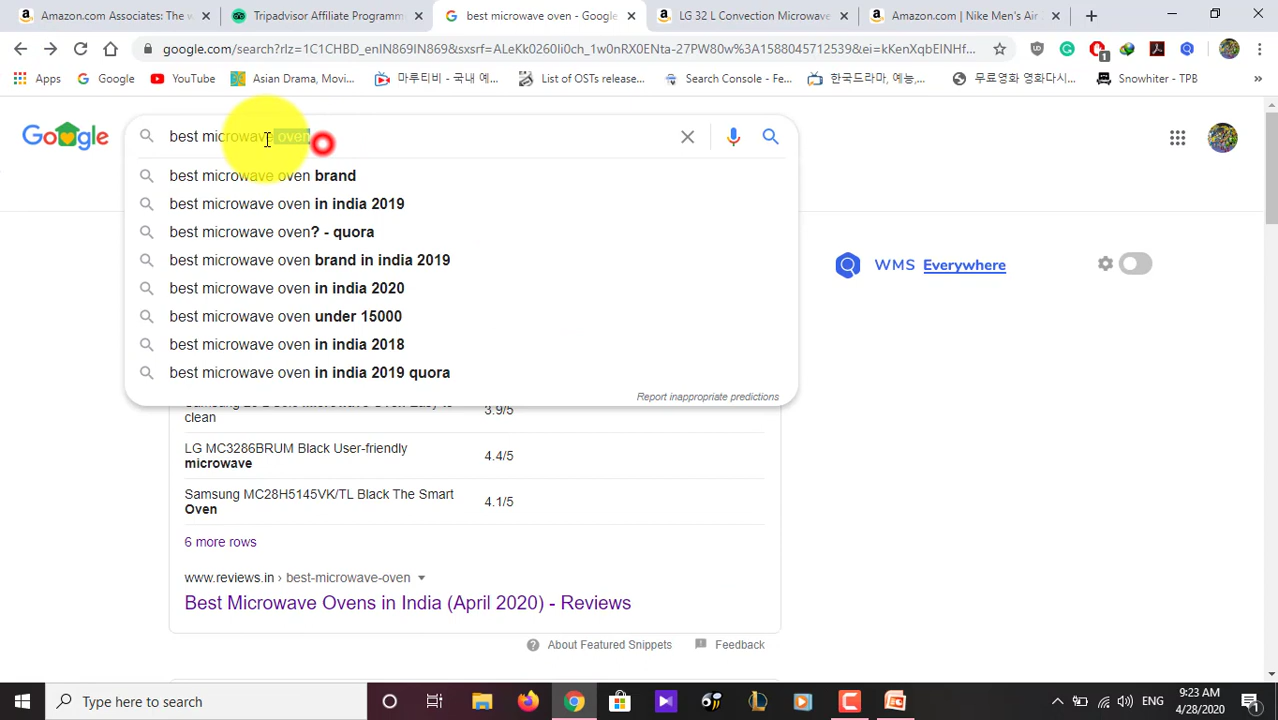 Amazon.com Associates: The w
Tripadvisor Affiliate Programm
best microwave oven - Google
LG 32 L Convection Microwave
Amazon.com | Nike Men's Air
google.com/search?rlz=1C1CHBD_enIN869IN869&sxsrf=ALeKk0260Ii0ch_1w0nRX0ENta-27PW8Gw%3A1588045712539&ei=kKenXqbEINHF...
1
Apps
Google
YouTube
Asian Drama, Movi...
마루티비 - 국내 예...
List of OSTs release...
Search Console - Fe...
한국드라마, 예능,...
무료영화 영화다시...
Snowhiter - TPB
»
Google
best microwave oven
best microwave oven brand
best microwave oven in india 2019
best microwave oven? - quora
best microwave oven brand in india 2019
best microwave oven in india 2020
best microwave oven under 15000
best microwave oven in india 2018
best microwave oven in india 2019 quora
Report inappropriate predictions
WMS Everywhere
clean
3.9/5
LG MC3286BRUM Black User-friendly
microwave
4.4/5
Samsung MC28H5145VK/TL Black The Smart
Oven
4.1/5
6 more rows
www.reviews.in › best-microwave-oven
Best Microwave Ovens in India (April 2020) - Reviews
About Featured Snippets
Feedback
Type here to search
ENG
9:23 AM
4/28/2020
1